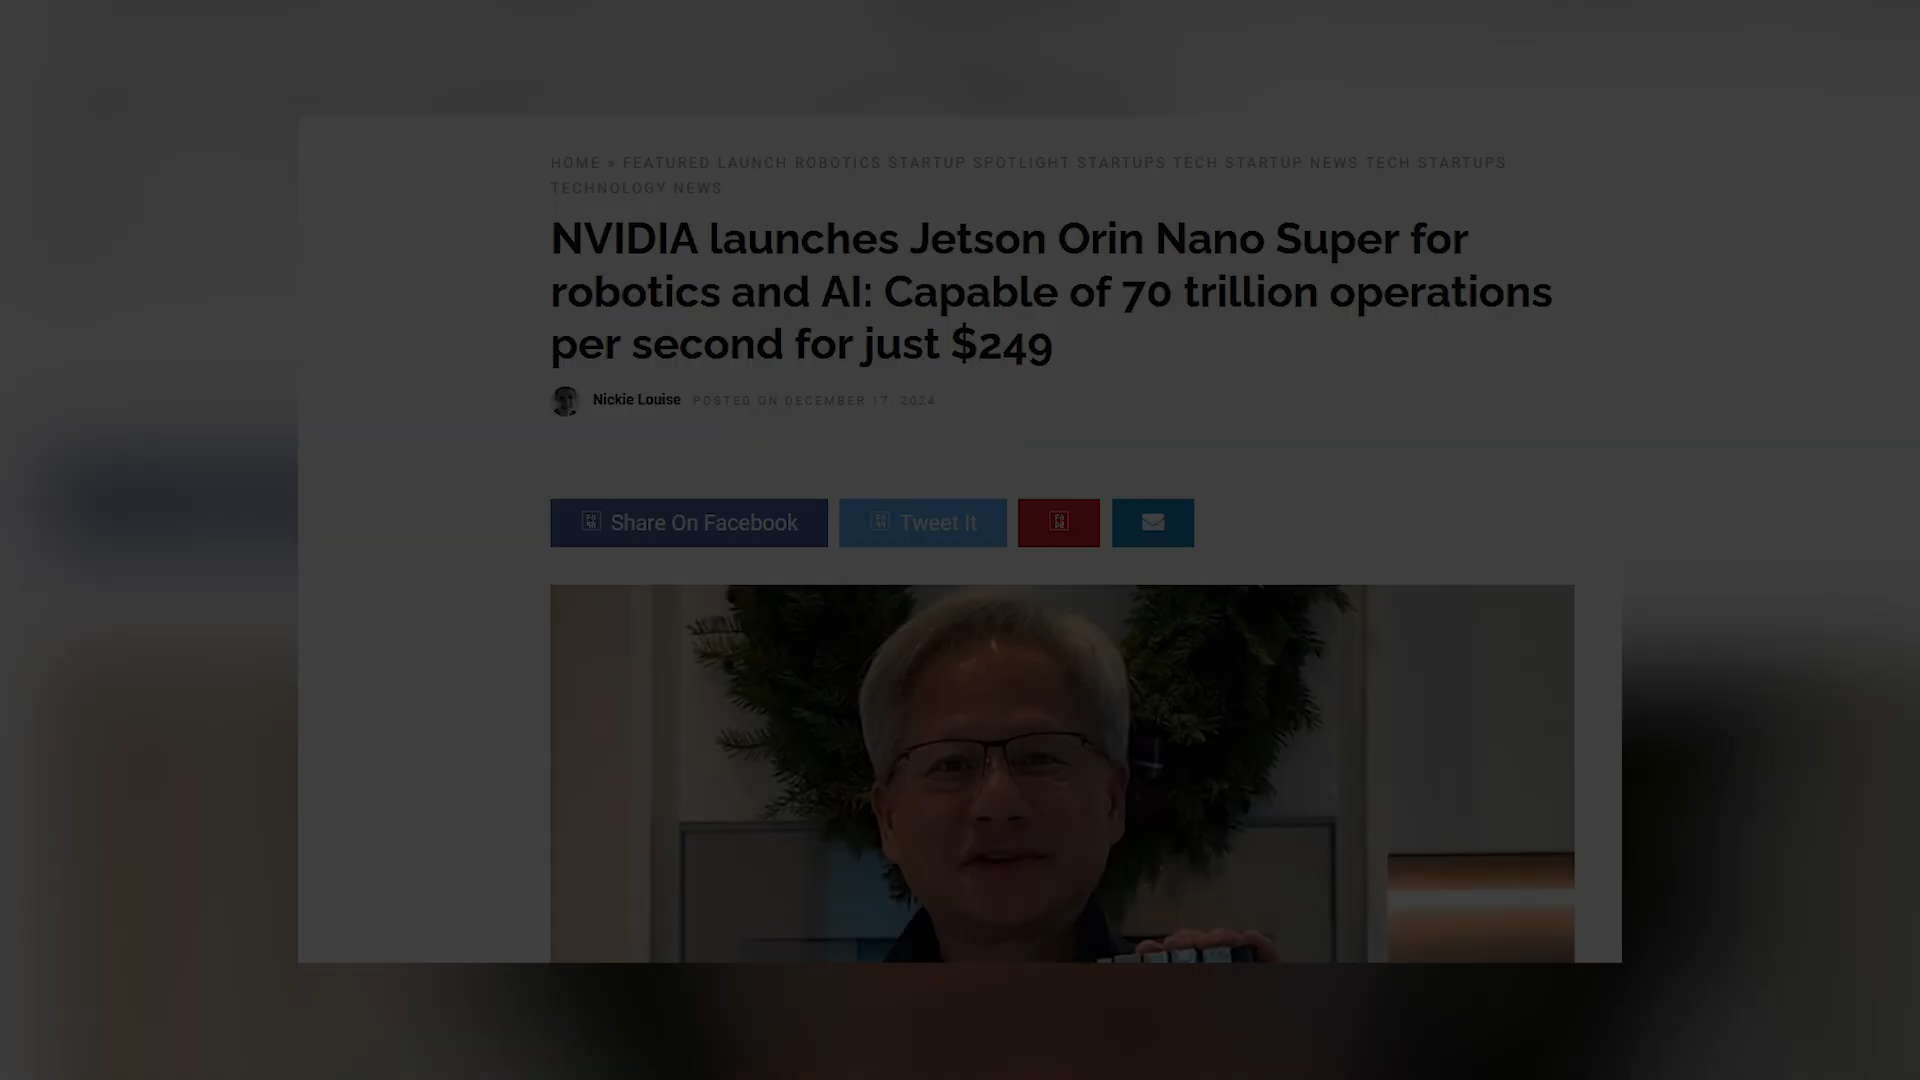 HOME » FEATURED LAUNCH ROBOTICS STARTUP SPOTLIGHT STARTUPS TECH STARTUP NEWS TECH STARTUPS
TECHNOLOGY NEWS
NVIDIA launches Jetson Orin Nano Super for
robotics and AI: Capable of 70 trillion operations
per second for just $249
Nickie Louise POSTED ON DECEMBER 17, 2024
Share On Facebook Tweet It